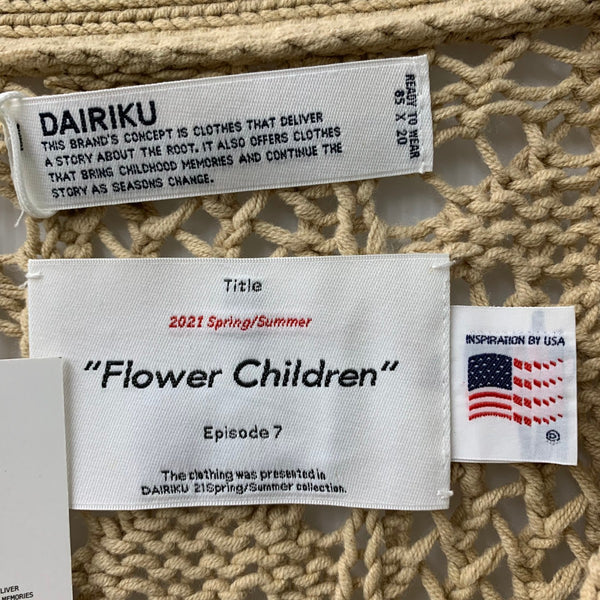 DAIRIKU
THIS BRAND'S CONCEPT IS CLOTHES THAT DELIVER
A STORY ABOUT THE ROOT. IT ALSO OFFERS CLOTHES
THAT BRING CHILDHOOD MEMORIES AND CONTINUE THE
STORY AS SEASONS CHANGE.
READY TO WEAR
85 X 20
Title
2021 Spring/Summer
"Flower Children"
Episode 7
The clothing was presented in
DAIRIKU 21Spring/Summer collection.
INSPIRATION BY USA
D
LIVER
MEMORIES